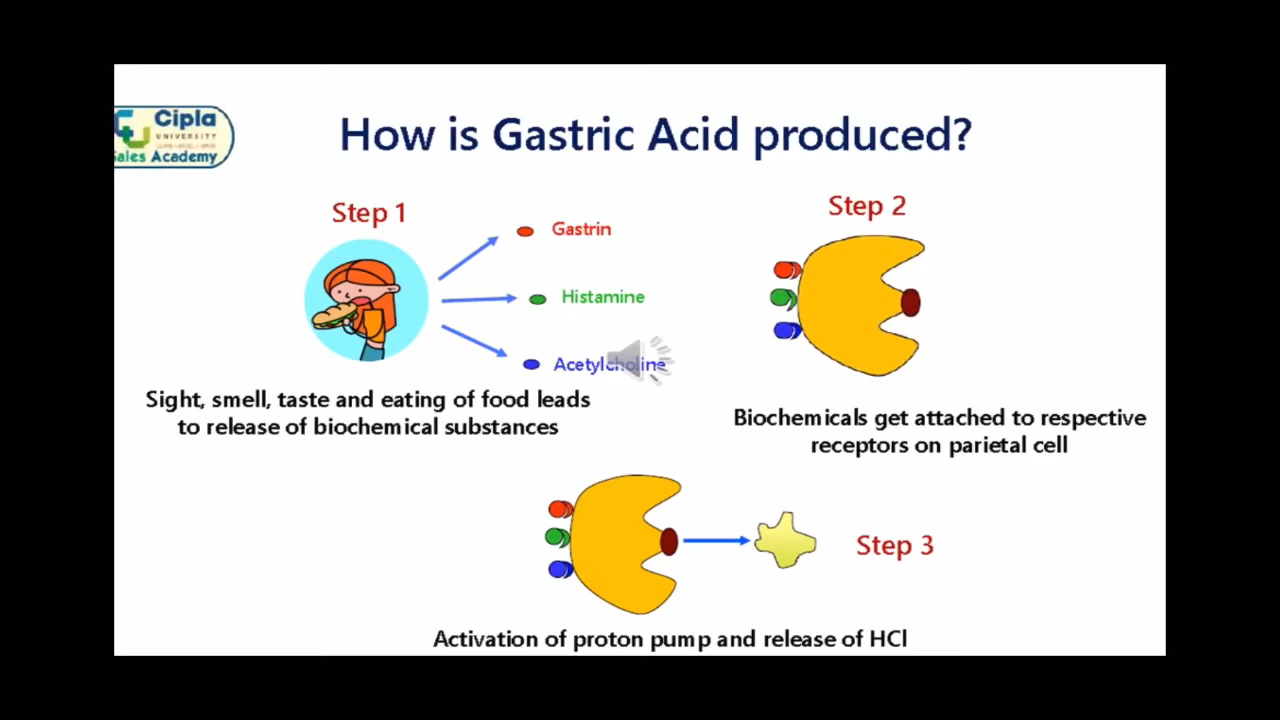 Cipla
UNIVERSITY
Sales Academy
How is Gastric Acid produced?
Step 1
Gastrin
Histamine
Acetylcholine
Sight, smell, taste and eating of food leads
to release of biochemical substances
Step 2
Biochemicals get attached to respective
receptors on parietal cell
Step 3
Activation of proton pump and release of HCl